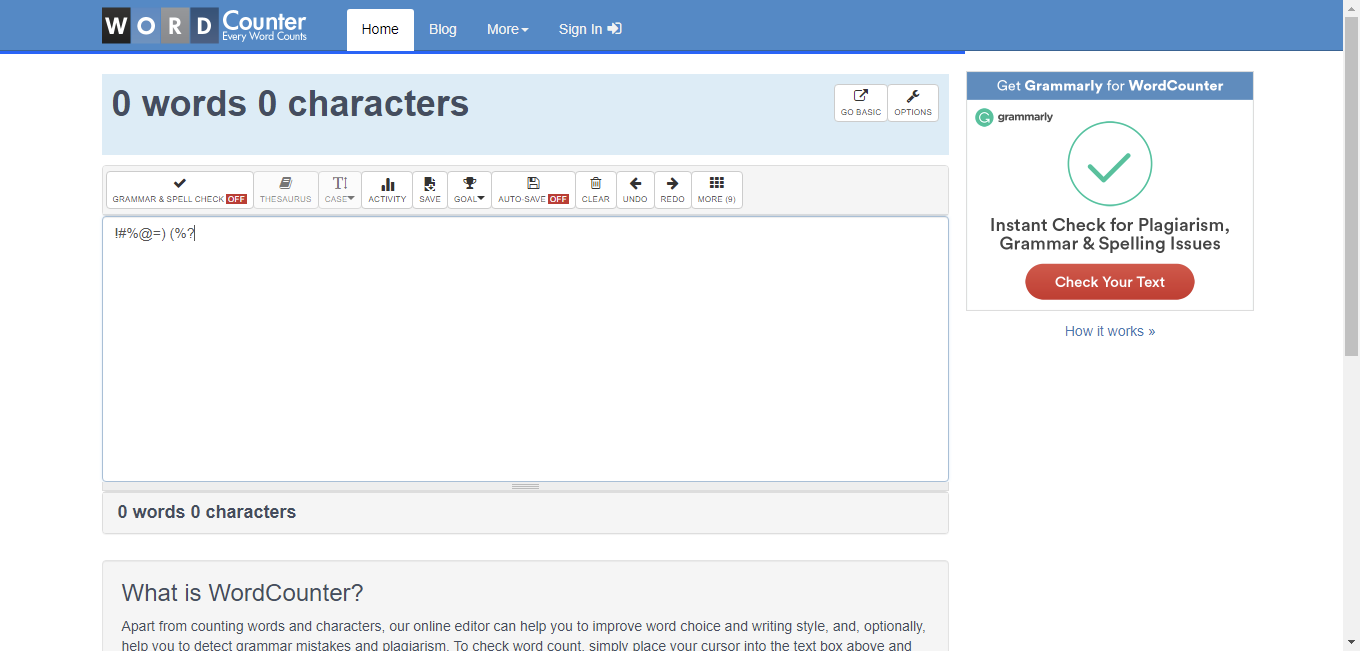 WORD Counter
Every Word Counts
Home
Blog
More
Sign In
0 words 0 characters
GO BASIC
OPTIONS
GRAMMAR & SPELL CHECK OFF
THESAURUS
CASE
ACTIVITY
SAVE
GOAL
AUTO-SAVE OFF
CLEAR
UNDO
REDO
MORE (9)
!#%@=) (%?
0 words 0 characters
What is WordCounter?
Apart from counting words and characters, our online editor can help you to improve word choice and writing style, and, optionally,
help you to detect grammar mistakes and plagiarism. To check word count, simply place your cursor into the text box above and
Get Grammarly for WordCounter
grammarly
Instant Check for Plagiarism,
Grammar & Spelling Issues
Check Your Text
How it works »